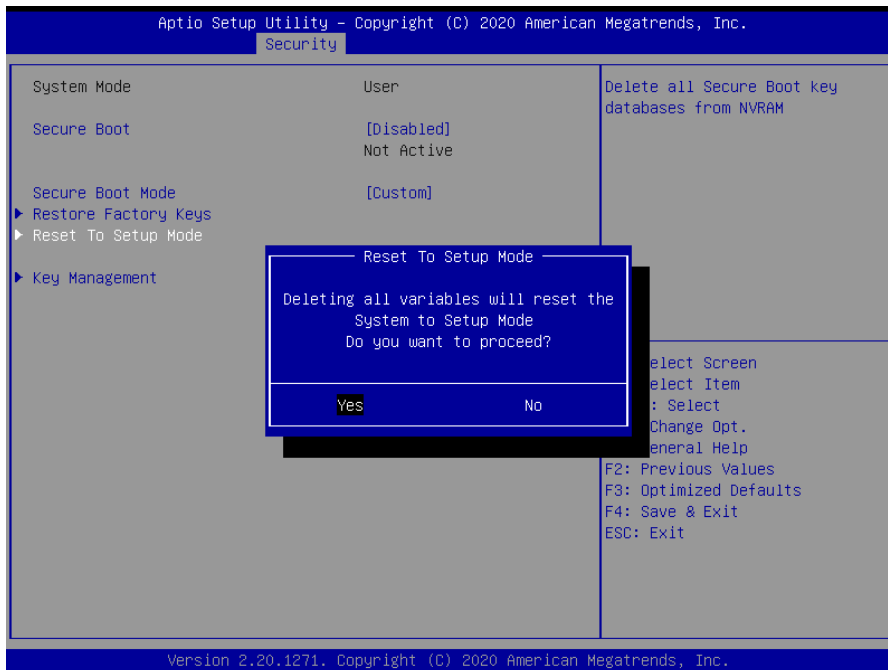 Aptio Setup Utility – Copyright (C) 2020 American Megatrends, Inc.
Security
System Mode User
Secure Boot [Disabled]
Not Active
Secure Boot Mode [Custom]
Restore Factory Keys
Reset To Setup Mode
Key Management
Reset To Setup Mode
Deleting all variables will reset the
System to Setup Mode
Do you want to proceed?
Yes No
Delete all Secure Boot key
databases from NVRAM
elect Screen
elect Item
: Select
Change Opt.
eneral Help
F2: Previous Values
F3: Optimized Defaults
F4: Save & Exit
ESC: Exit
Version 2.20.1271. Copyright (C) 2020 American Megatrends, Inc.